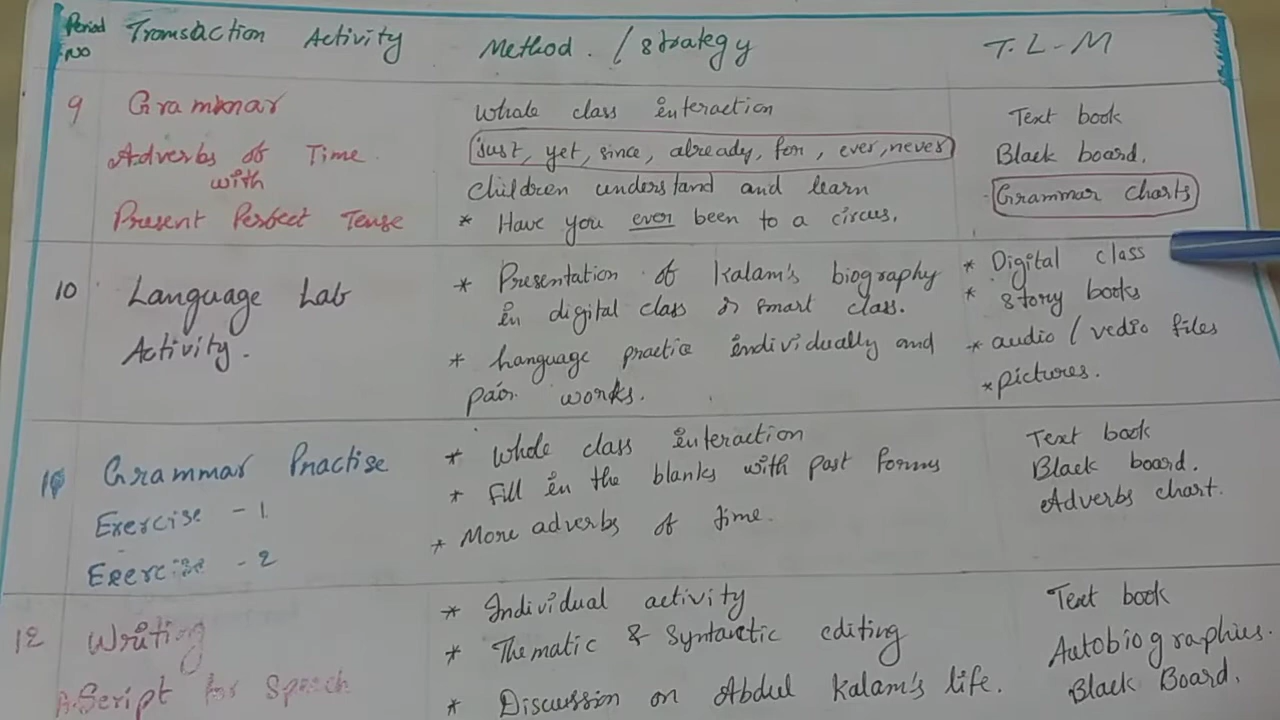 Period No Transaction Activity Method / Strategy T.L.M
9 Grammar
Adverbs of Time
with
Present Perfect Tense
Whole class interaction
Just, yet, since, already, for, ever, never
Children understand and learn
* Have you ever been to a circus.
Text book
Black board.
Grammar charts
10 Language Lab
Activity.
* Presentation of Kalam's biography
in digital class or smart class.
* Language practice individually and
pair works.
* Digital class
* Story books
* audio / vedio files
* pictures.
11 Grammar Practise
Exercise - 1
Exercise - 2
* Whole class interaction
* Fill in the blanks with past forms
* More adverbs of time.
Text book
Black board.
Adverbs chart.
12 Writing
A. Script for Speech
* Individual activity
* Thematic & Syntactic editing
* Discussion on Abdul Kalam's life.
Text book
Autobiographies.
Black Board.